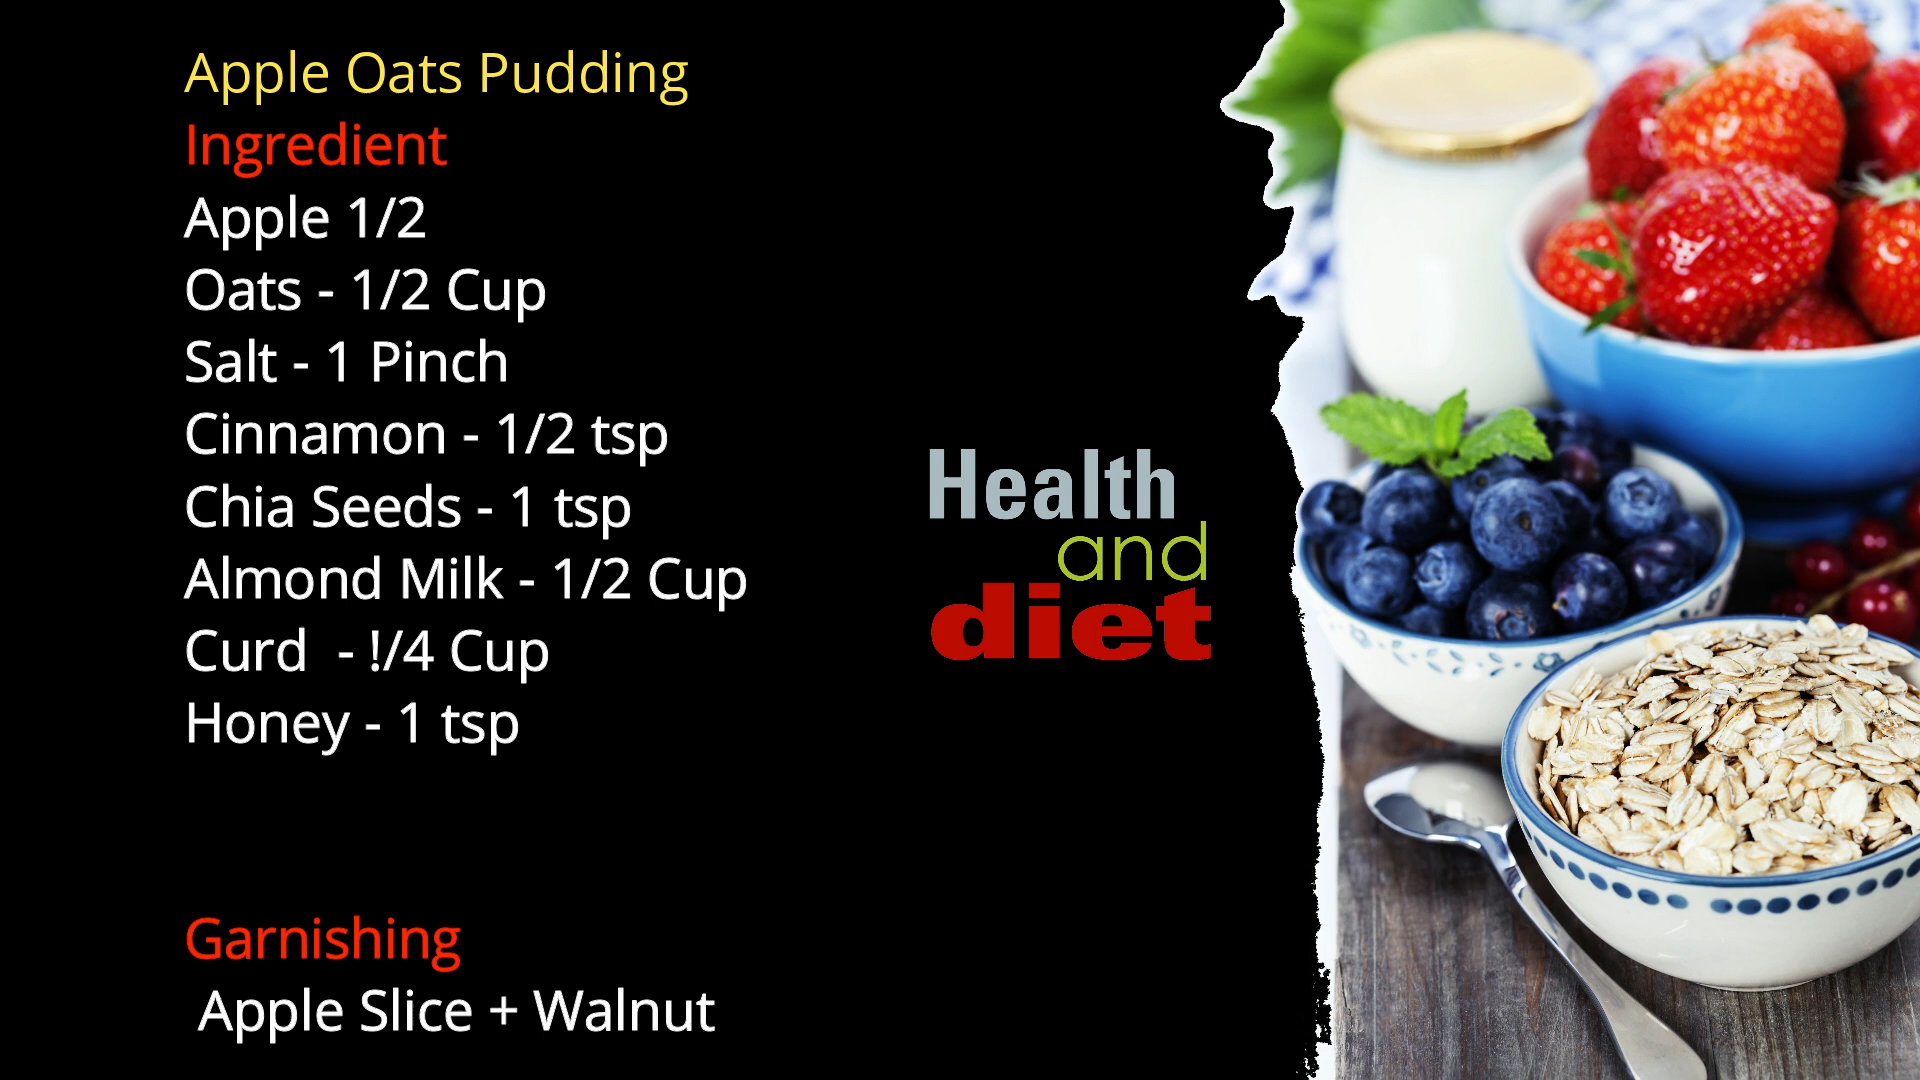 Apple Oats Pudding
Ingredient
Apple 1/2
Oats - 1/2 Cup
Salt - 1 Pinch
Cinnamon - 1/2 tsp
Chia Seeds - 1 tsp
Almond Milk - 1/2 Cup
Curd  - !/4 Cup
Honey - 1 tsp
Garnishing
Apple Slice + Walnut
Health
and
diet